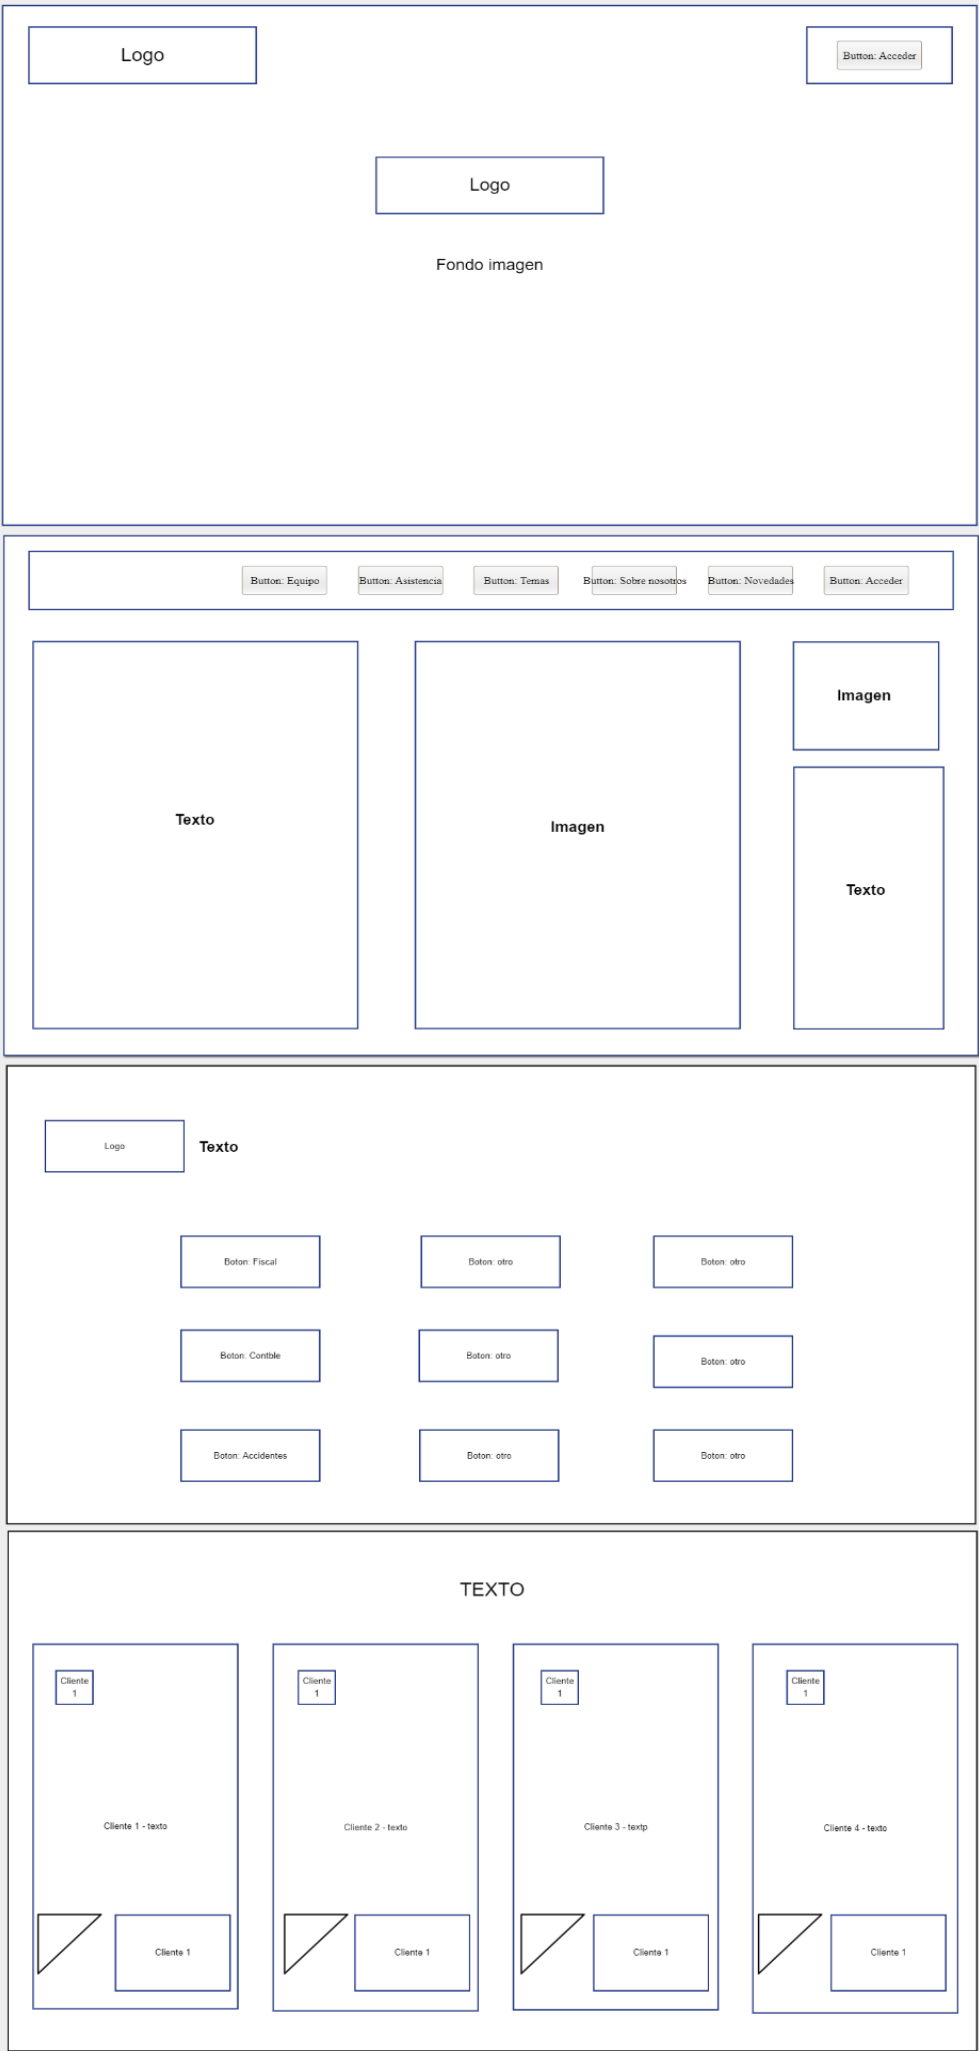 Logo
Button: Acceder
Logo
Fondo imagen
Button: Equipo
Button: Asistencia
Button: Temas
Button: Sobre nosotros
Button: Novedades
Button: Acceder
Texto
Imagen
Imagen
Texto
Logo
Texto
Boton: Fiscal
Boton: otro
Boton: otro
Boton: Contble
Boton: otro
Boton: otro
Boton: Accidentes
Boton: otro
Boton: otro
TEXTO
Cliente
1
Cliente
1
Cliente
1
Cliente
1
Cliente 1 - texto
Cliente 2 - texto
Cliente 3 - textp
Cliente 4 - texto
Cliente 1
Cliente 1
Cliente 1
Cliente 1